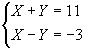 X + Y = 11
X − Y = −3